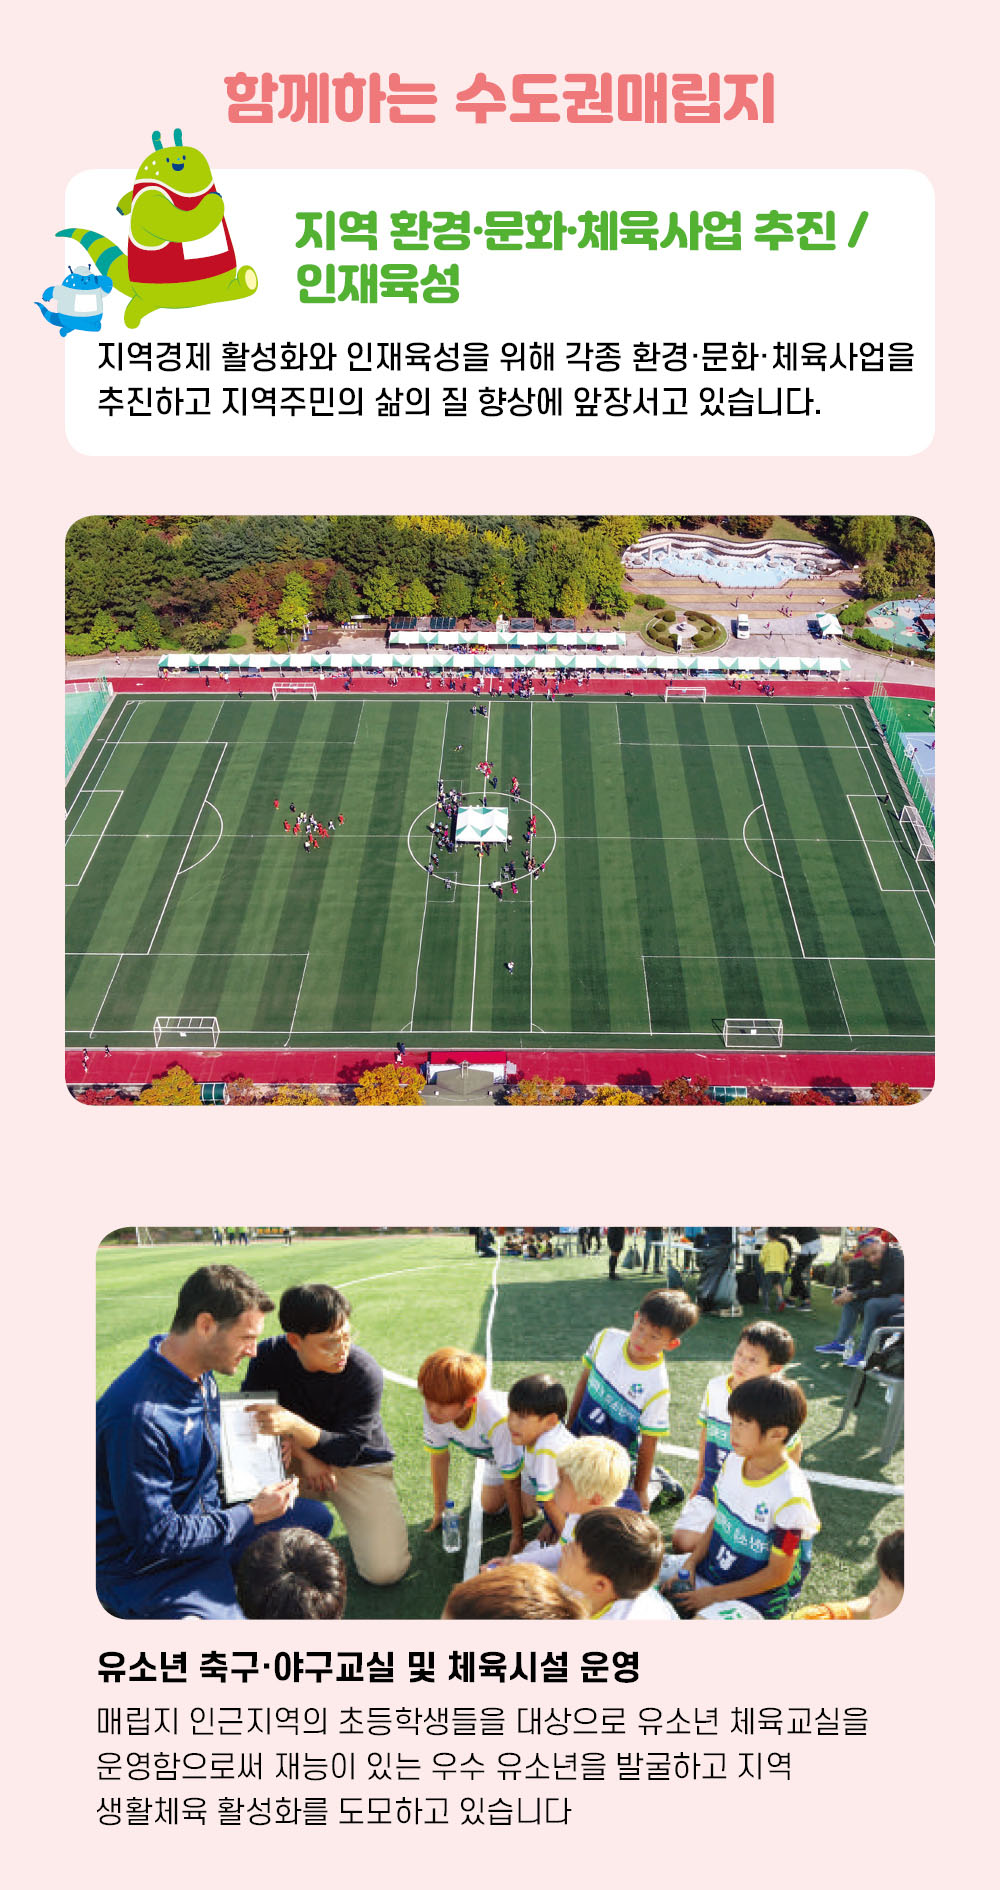 함께하는 수도권매립지
지역 환경·문화·체육사업 추진 /
인재육성
지역경제 활성화와 인재육성을 위해 각종 환경·문화·체육사업을
추진하고 지역주민의 삶의 질 향상에 앞장서고 있습니다.
유소년 축구·야구교실 및 체육시설 운영
매립지 인근지역의 초등학생들을 대상으로 유소년 체육교실을
운영함으로써 재능이 있는 우수 유소년을 발굴하고 지역
생활체육 활성화를 도모하고 있습니다